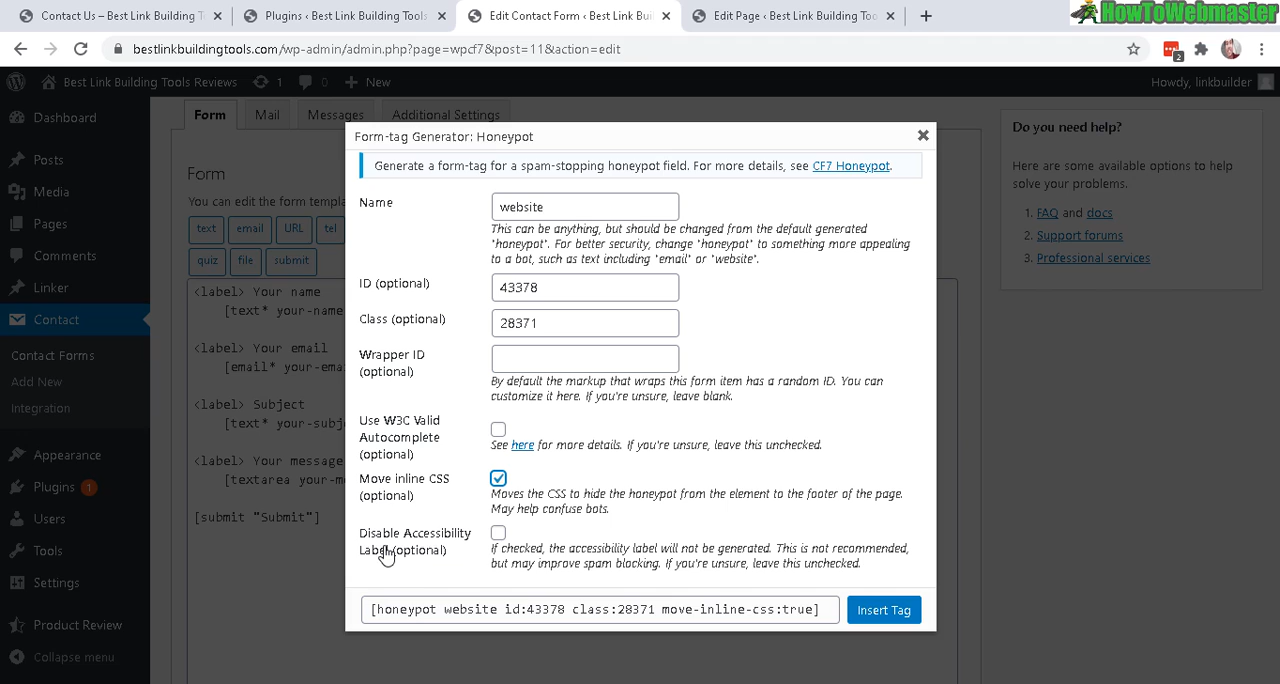 Contact Us – Best Link Building T
Plugins ‹ Best Link Building Tools
Edit Page ‹ Best Link Building Too
HowToWebmaster
bestlinkbuildingtools.com/wp-admin/admin.php?page=wpcf7&post=11&action=edit
2
Best Link Building Tools Reviews
1
0
New
Howdy, linkbuilder
Dashboard
Posts
Media
Pages
Comments
Linker
Contact
Contact Forms
Add New
Integration
Appearance
Plugins 1
Users
Tools
Settings
Product Review
Collapse menu
Form
Mail
Messages
Additional Settings
Form
You can edit the form templa
text
email
URL
tel
quiz
file
submit
<label> Your name
[text* your-name
<label> Your email
[email* your-ema
<label> Subject
[text* your-subj
<label> Your message
[textarea your-m
[submit "Submit"]
Form-tag Generator: Honeypot
Generate a form-tag for a spam-stopping honeypot field. For more details, see CF7 Honeypot.
Name
website
This can be anything, but should be changed from the default generated
'honeypot'. For better security, change 'honeypot' to something more appealing
to a bot, such as text including 'email' or 'website'.
ID (optional)
43378
Class (optional)
28371
Wrapper ID
(optional)
By default the markup that wraps this form item has a random ID. You can
customize it here. If you're unsure, leave blank.
Use W3C Valid
Autocomplete
(optional)
See here for more details. If you're unsure, leave this unchecked.
Move inline CSS
(optional)
Moves the CSS to hide the honeypot from the element to the footer of the page.
May help confuse bots.
Disable Accessibility
Label (optional)
If checked, the accessibility label will not be generated. This is not recommended,
but may improve spam blocking. If you're unsure, leave this unchecked.
[honeypot website id:43378 class:28371 move-inline-css:true]
Insert Tag
Do you need help?
Here are some available options to help
solve your problems.
1. FAQ and docs
2. Support forums
3. Professional services